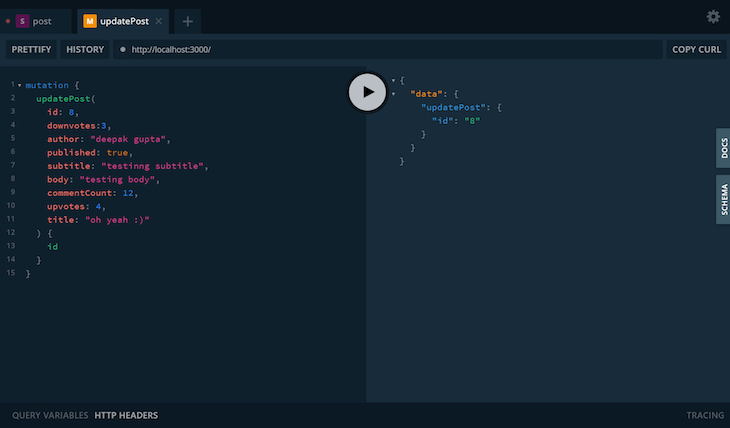 S post
M updatePost × +
PRETTIFY HISTORY http://localhost:3000/ COPY CURL
1 mutation {
2 updatePost(
3 id: 8,
4 downvotes:3,
5 author: "deepak gupta",
6 published: true,
7 subtitle: "testinng subtitle",
8 body: "testing body",
9 commentCount: 12,
10 upvotes: 4,
11 title: "oh yeah :)"
12 ) {
13 id
14 }
15 }
{
"data": {
"updatePost": {
"id": "8"
}
}
}
DOCS
SCHEMA
QUERY VARIABLES HTTP HEADERS TRACING